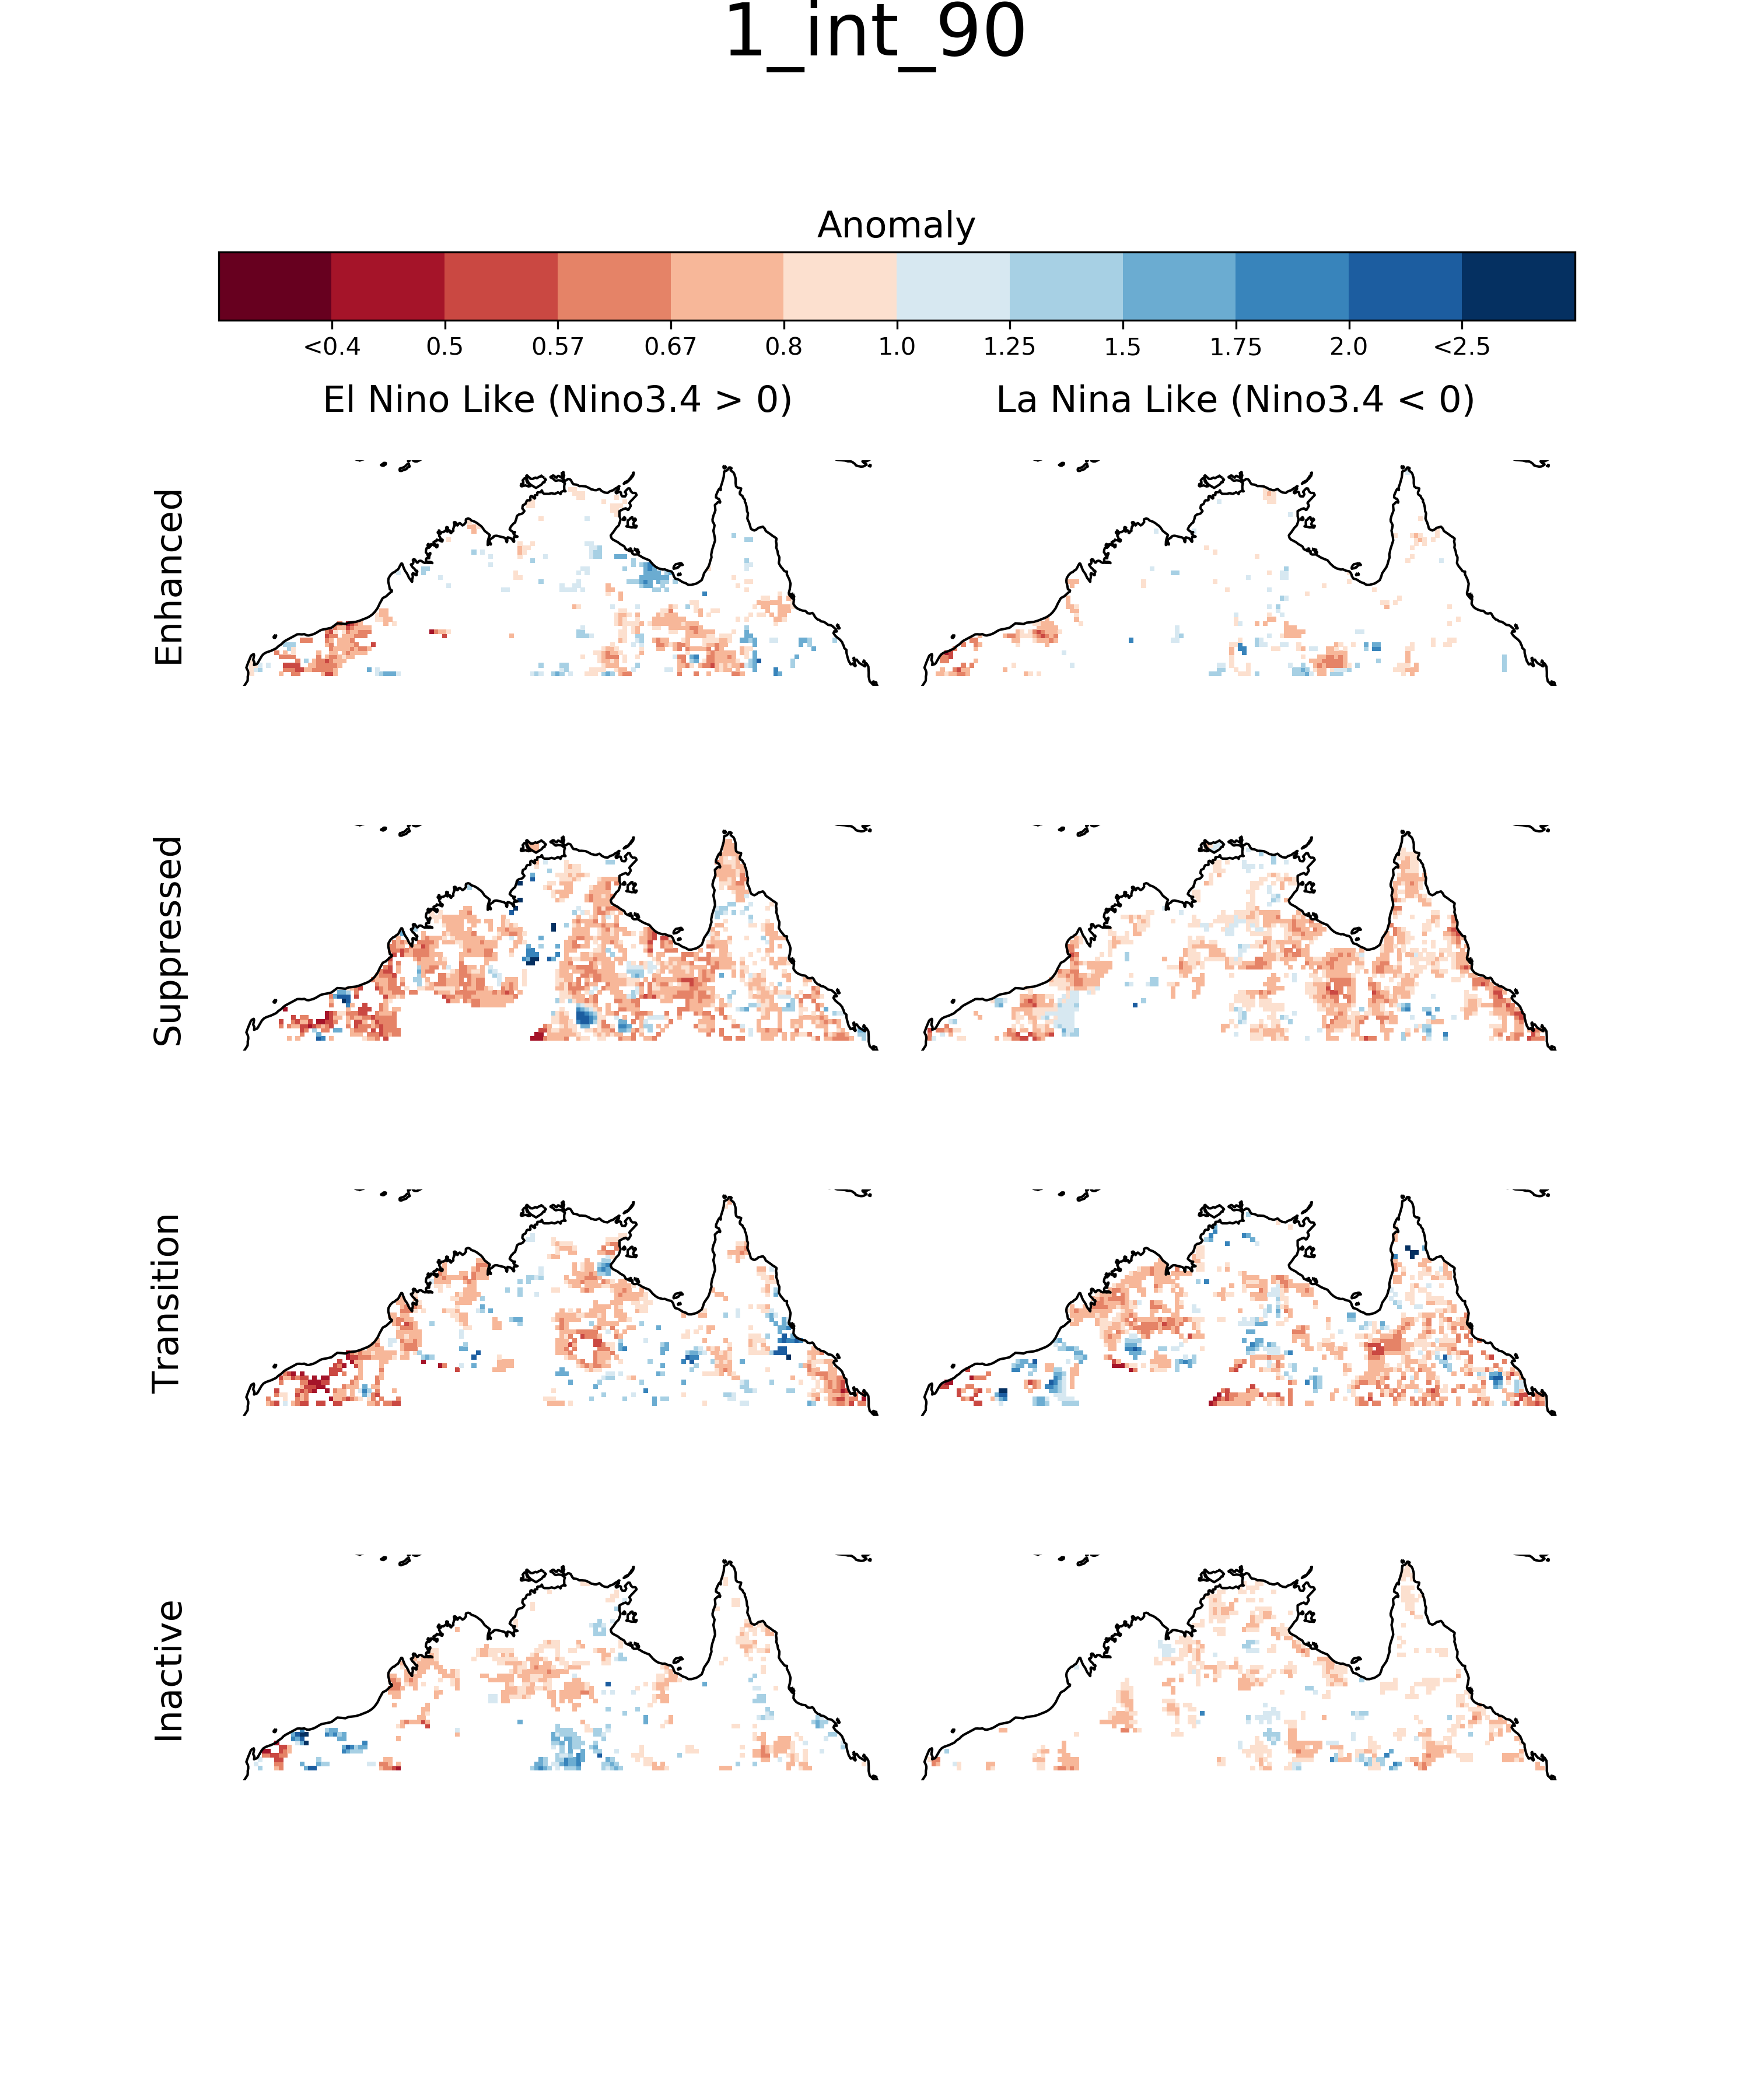 1_int_90
Anomaly
<0.4 0.5 0.57 0.67 0.8 1.0 1.25 1.5 1.75 2.0 <2.5
El Nino Like (Nino3.4 > 0) La Nina Like (Nino3.4 < 0)
Enhanced
Suppressed
Transition
Inactive